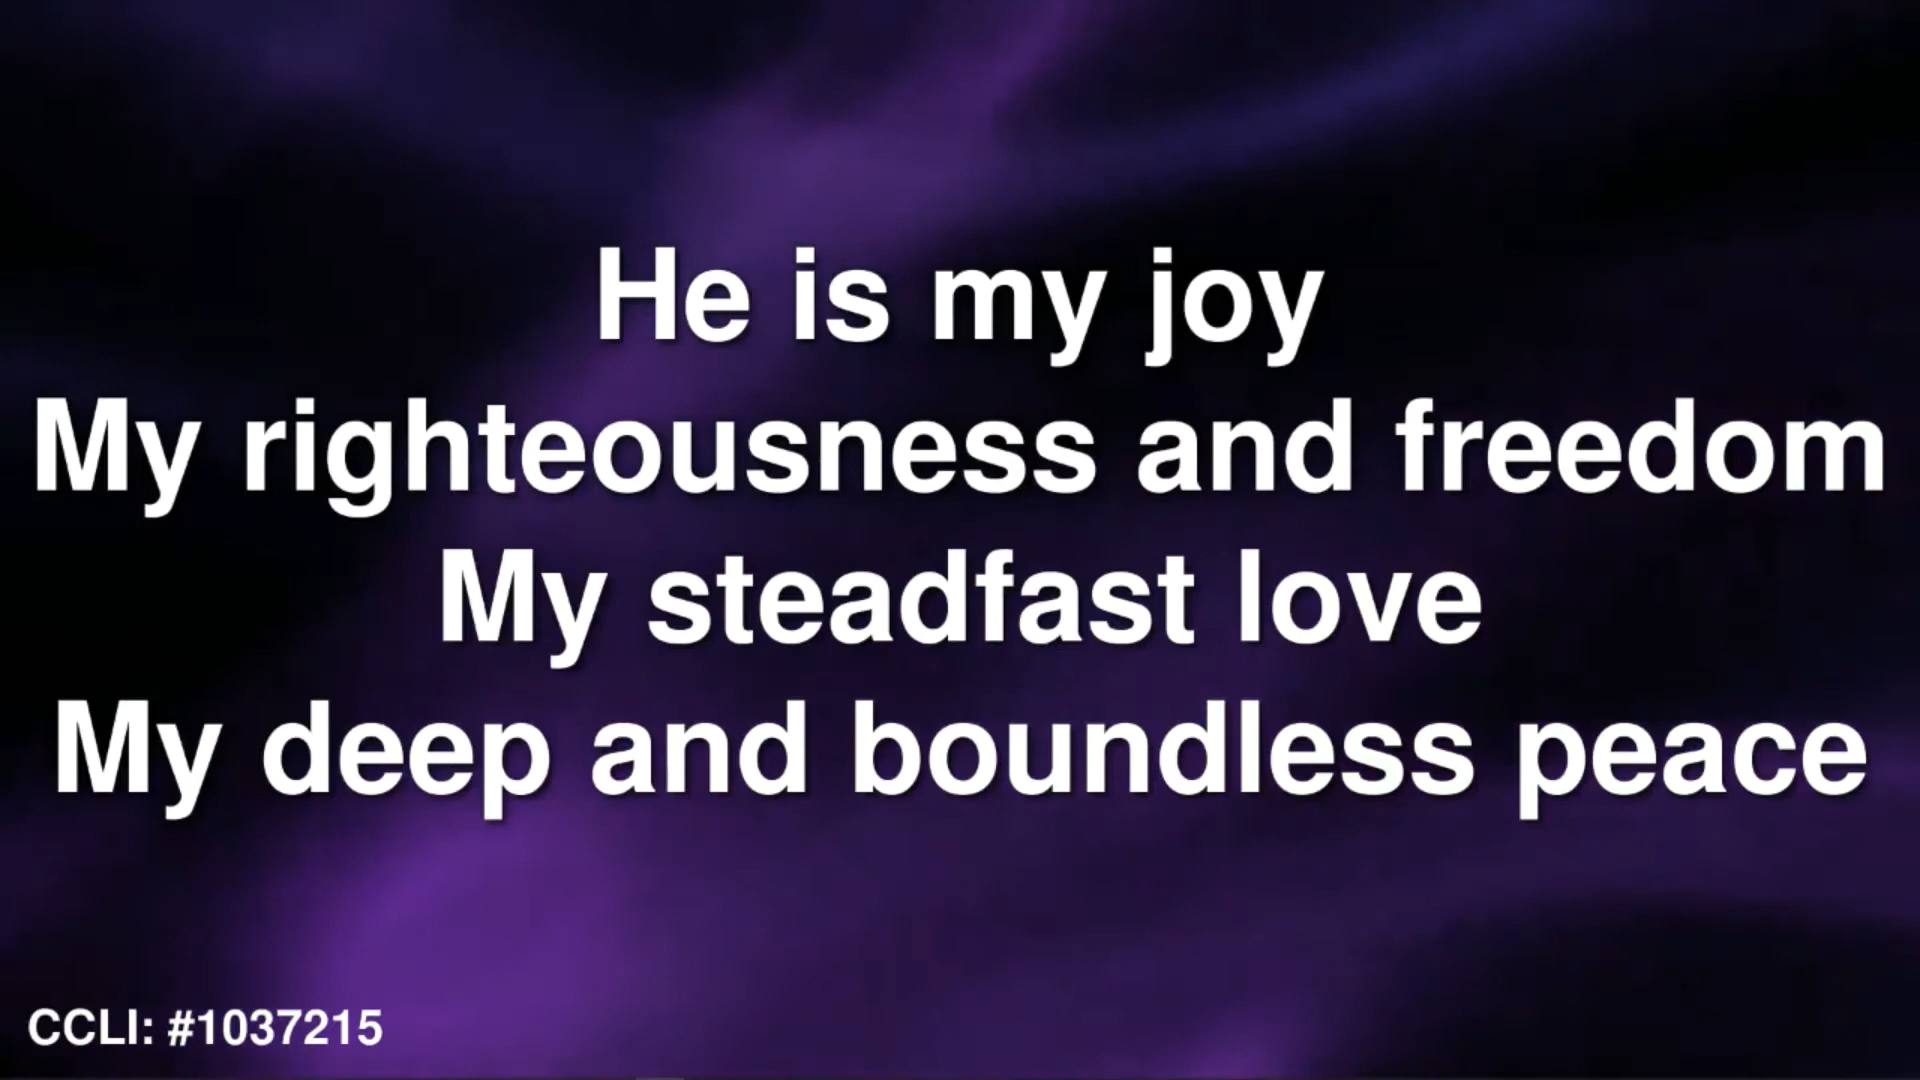 He is my joy
My righteousness and freedom
My steadfast love
My deep and boundless peace
CCLI: #1037215